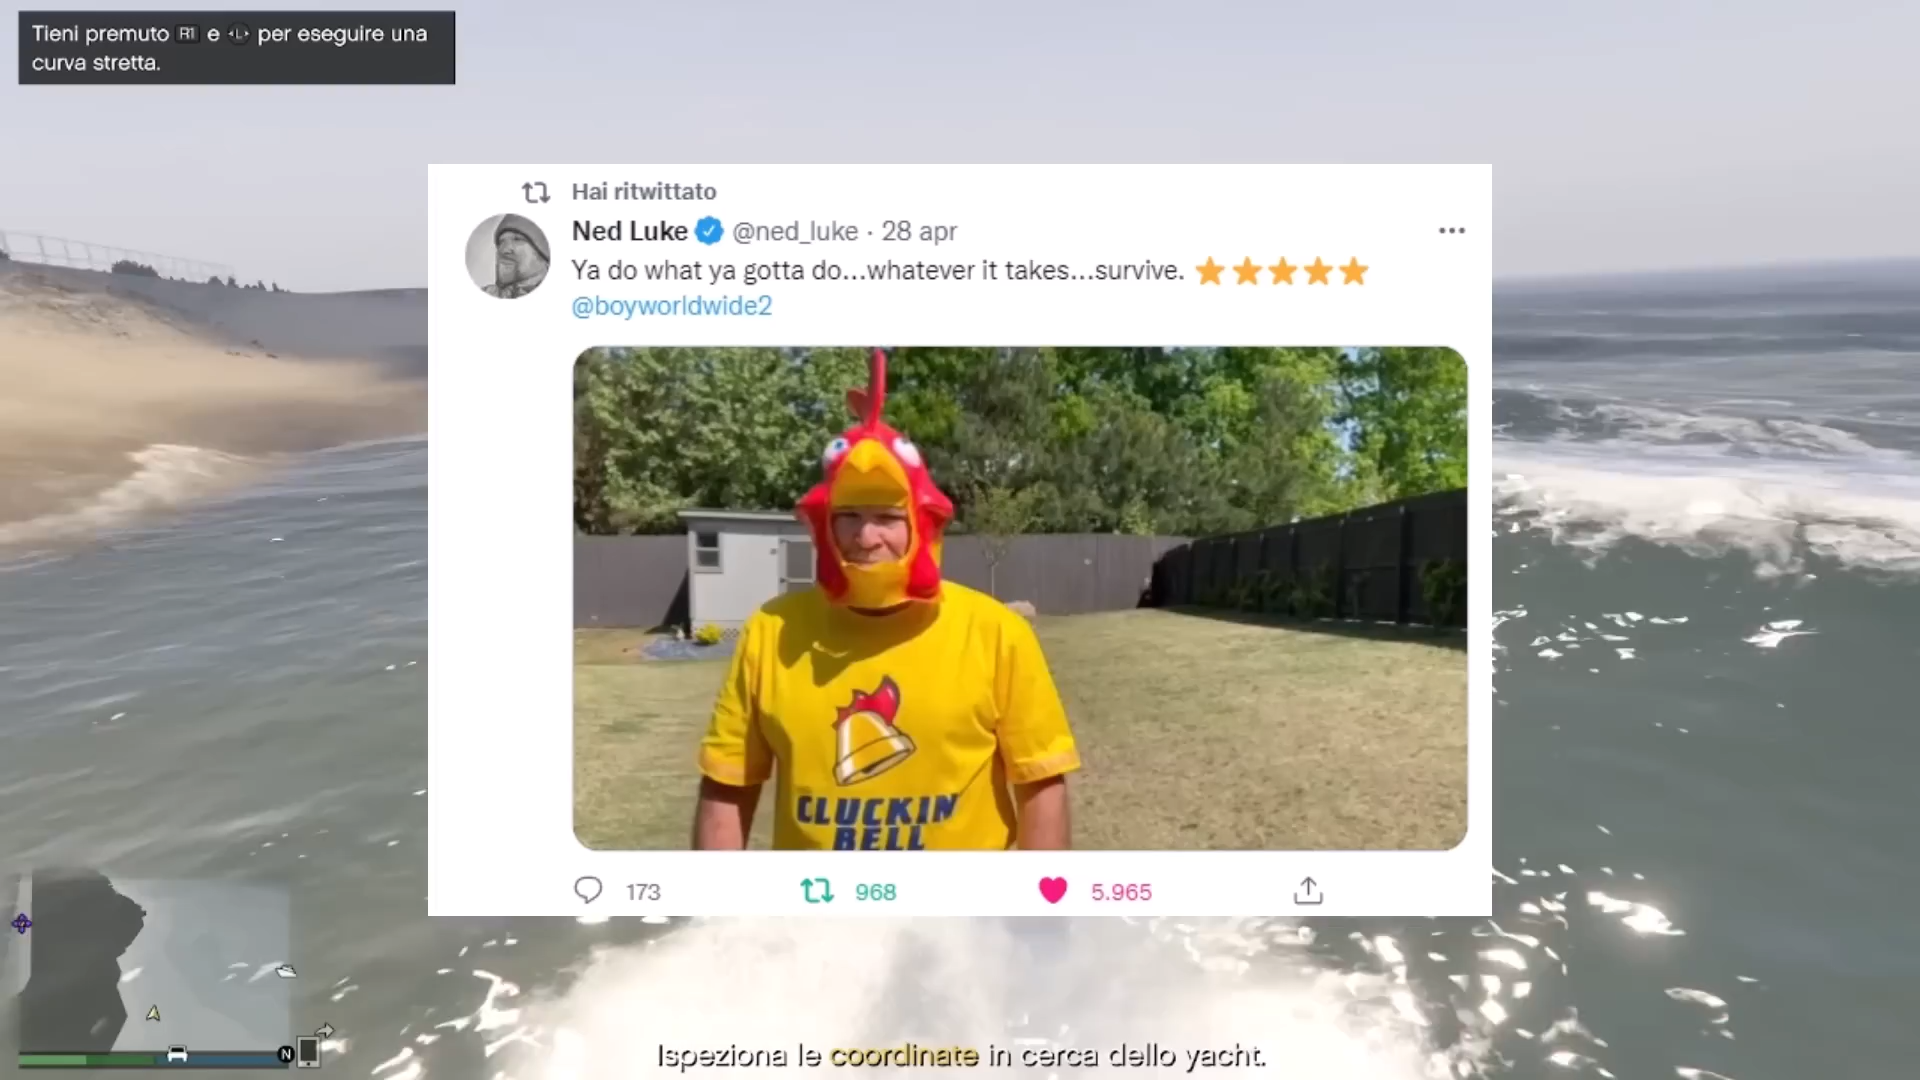 Tieni premuto R1 e L per eseguire una
curva stretta.
Hai ritwittato
Ned Luke @ned_luke · 28 apr
Ya do what ya gotta do...whatever it takes...survive.
@boyworldwide2
CLUCKIN
BELL
173 968 5.965
N
Ispeziona le coordinate in cerca dello yacht.